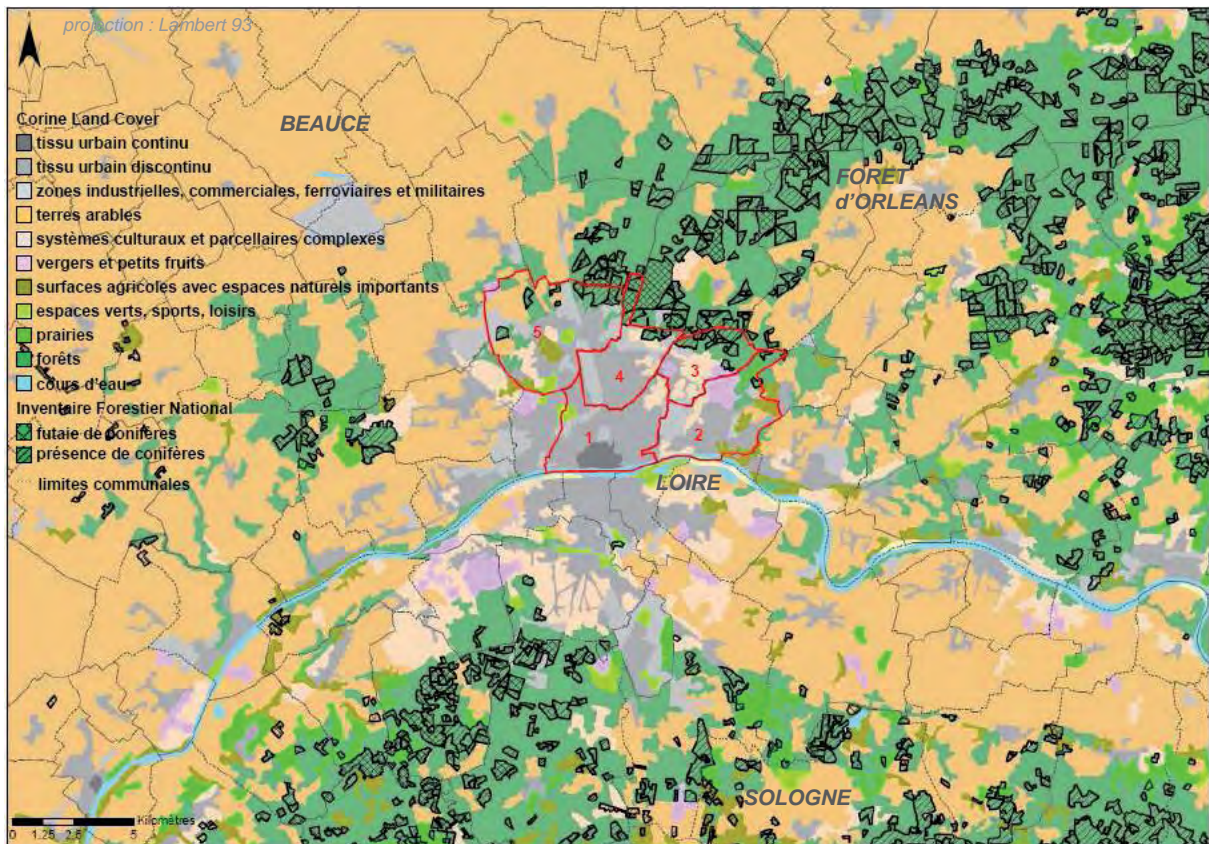 projection : Lambert 93
BEAUCE
Corine Land Cover
tissu urbain continu
tissu urbain discontinu
zones industrielles, commerciales, ferroviaires et militaires
terres arables
systèmes culturaux et parcellaires complexes
vergers et petits fruits
surfaces agricoles avec espaces naturels importants
espaces verts, sports, loisirs
prairies
forêts
cours d'eau
Inventaire Forestier National
futaie de conifères
présence de conifères
limites communales
FORET
d'ORLEANS
5
4
3
1
2
LOIRE
SOLOGNE
Kilomètres
0 1.25 2.5 5